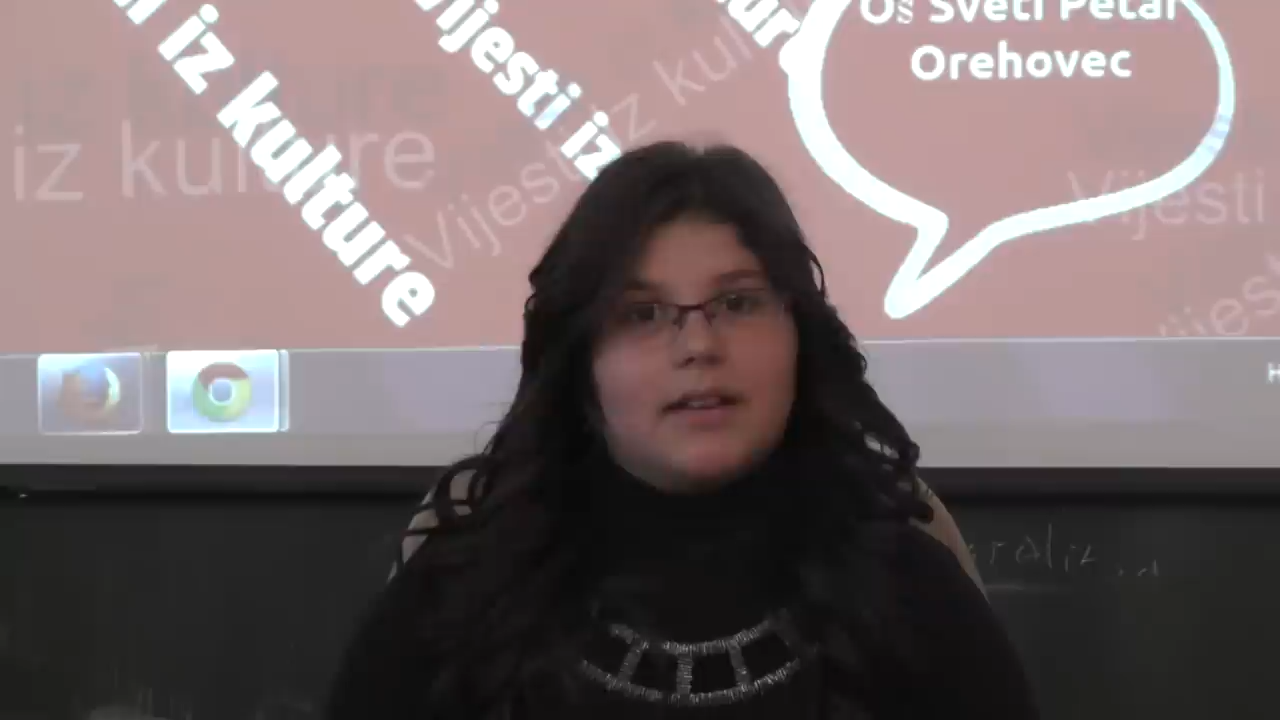 iz kulture
Vijesti iz
Oš Sveti Petar
Orehovec
iz kulture
Vijesti iz kul
Vijesti